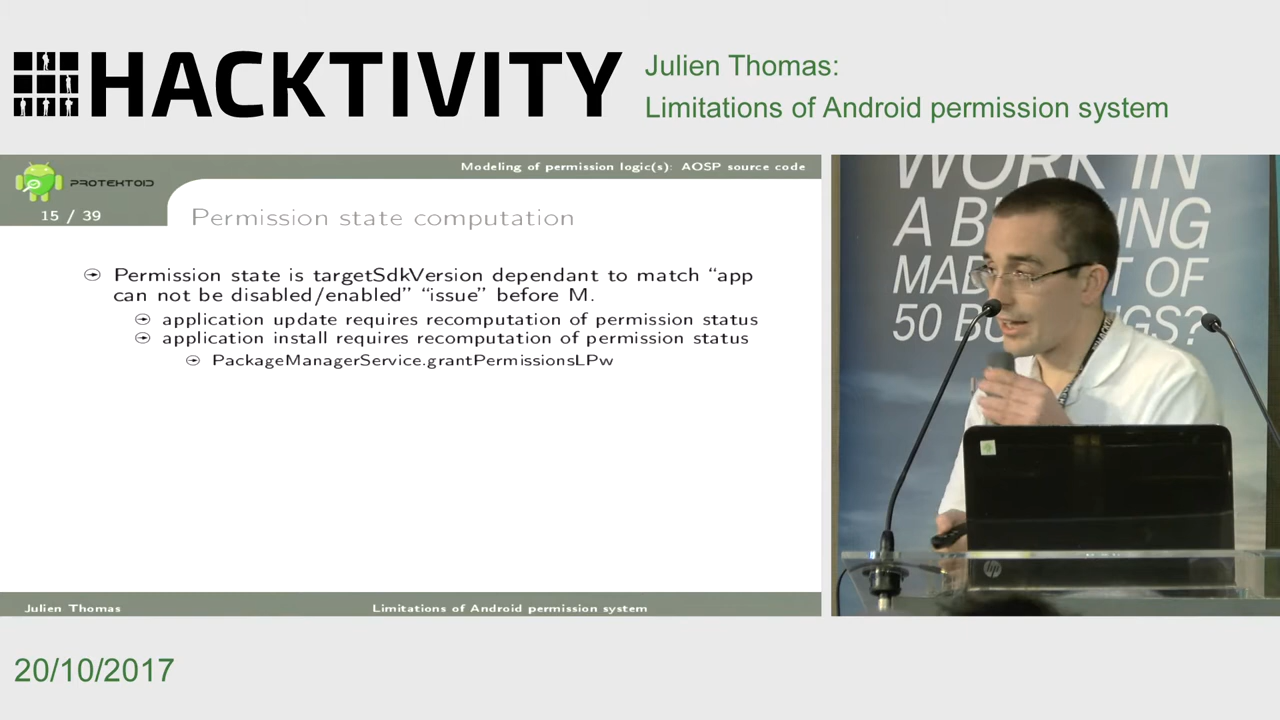 HACKTIVITY
Julien Thomas:
Limitations of Android permission system
PROTEKTOID
15 / 39
Modeling of permission logic(s): AOSP source code
Permission state computation
Permission state is targetSdkVersion dependant to match “app
can not be disabled/enabled” “issue” before M.
application update requires recomputation of permission status
application install requires recomputation of permission status
PackageManagerService.grantPermissionsLPw
Julien Thomas
Limitations of Android permission system
WORK IN
A
OF
50
hp
20/10/2017